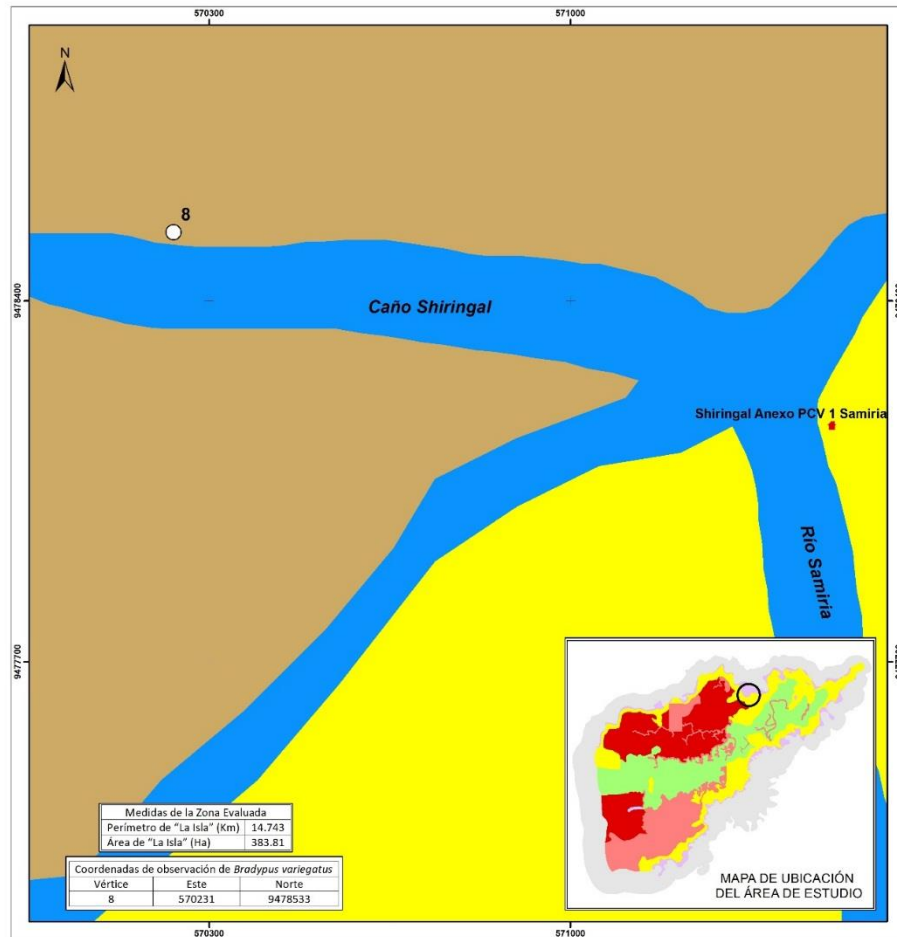 570300
571000
N
8
9478400
9478400
Caño Shiringal
Shiringal Anexo PCV 1 Samiria
Río Samiria
9477700
9477700
Medidas de la Zona Evaluada
Perímetro de "La Isla" (Km) 14.743
Área de "La Isla" (Ha) 383.81
Coordenadas de observación de Bradypus variegatus
Vértice Este Norte
8 570231 9478533
MAPA DE UBICACIÓN
DEL ÁREA DE ESTUDIO
570300
571000